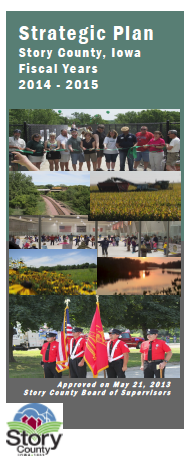 Strategic Plan
Story County, Iowa
Fiscal Years
2014 - 2015
Approved on May 21, 2013
Story County Board of Supervisors
Story
County